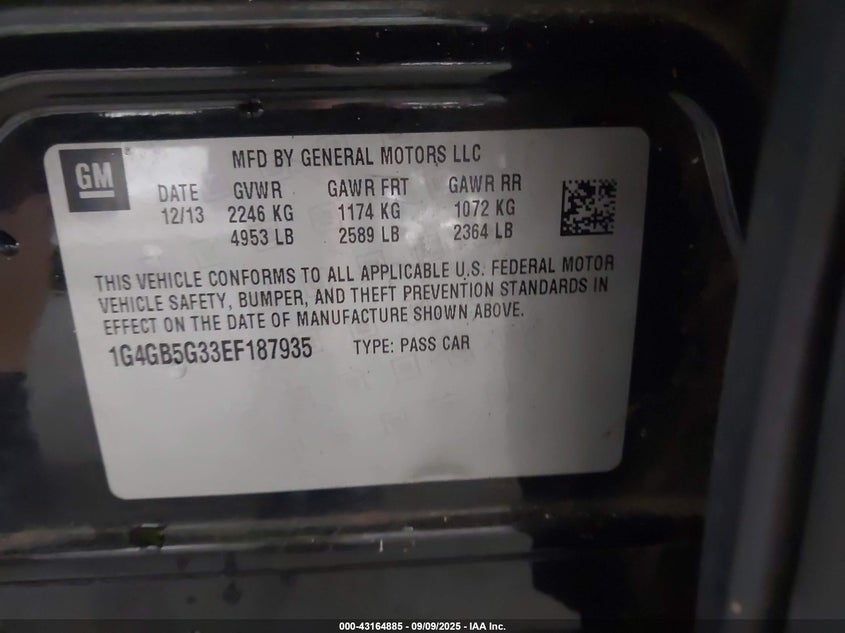 GM
MFD BY GENERAL MOTORS LLC
DATE GVWR GAWR FRT GAWR RR
12/13 2246 KG 1174 KG 1072 KG
4953 LB 2589 LB 2364 LB
THIS VEHICLE CONFORMS TO ALL APPLICABLE U.S. FEDERAL MOTOR
VEHICLE SAFETY, BUMPER, AND THEFT PREVENTION STANDARDS IN
EFFECT ON THE DATE OF MANUFACTURE SHOWN ABOVE.
1G4GB5G33EF187935 TYPE: PASS CAR
000-43164885 - 09/09/2025 - IAA Inc.